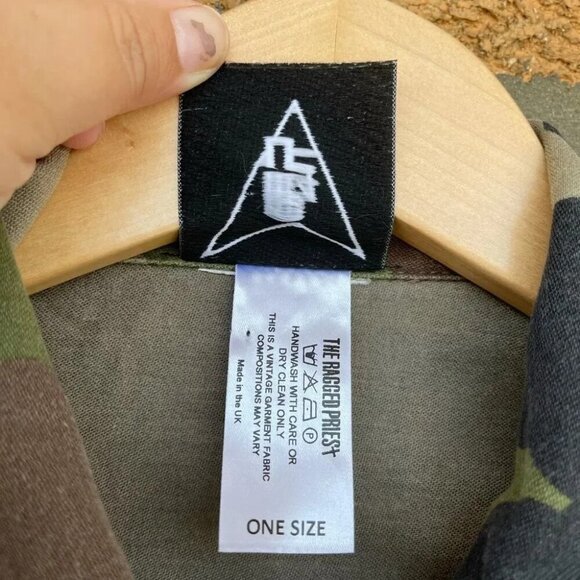 THE RAGGED PRIEST
HANDWASH WITH CARE OR
DRY CLEAN ONLY
THIS IS A VINTAGE GARMENT FABRIC
COMPOSITIONS MAY VARY
Made in the UK
ONE SIZE